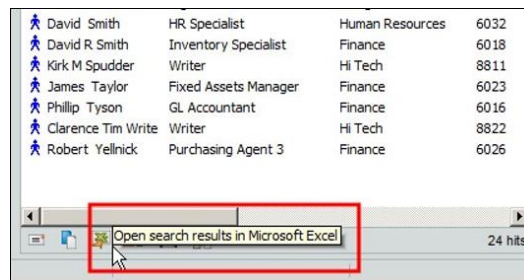 David Smith HR Specialist Human Resources 6032
David R Smith Inventory Specialist Finance 6018
Kirk M Spudder Writer Hi Tech 8811
James Taylor Fixed Assets Manager Finance 6023
Phillip Tyson GL Accountant Finance 6016
Clarence Tim Write Writer Hi Tech 8822
Robert Yellnick Purchasing Agent 3 Finance 6026
Open search results in Microsoft Excel
24 hits